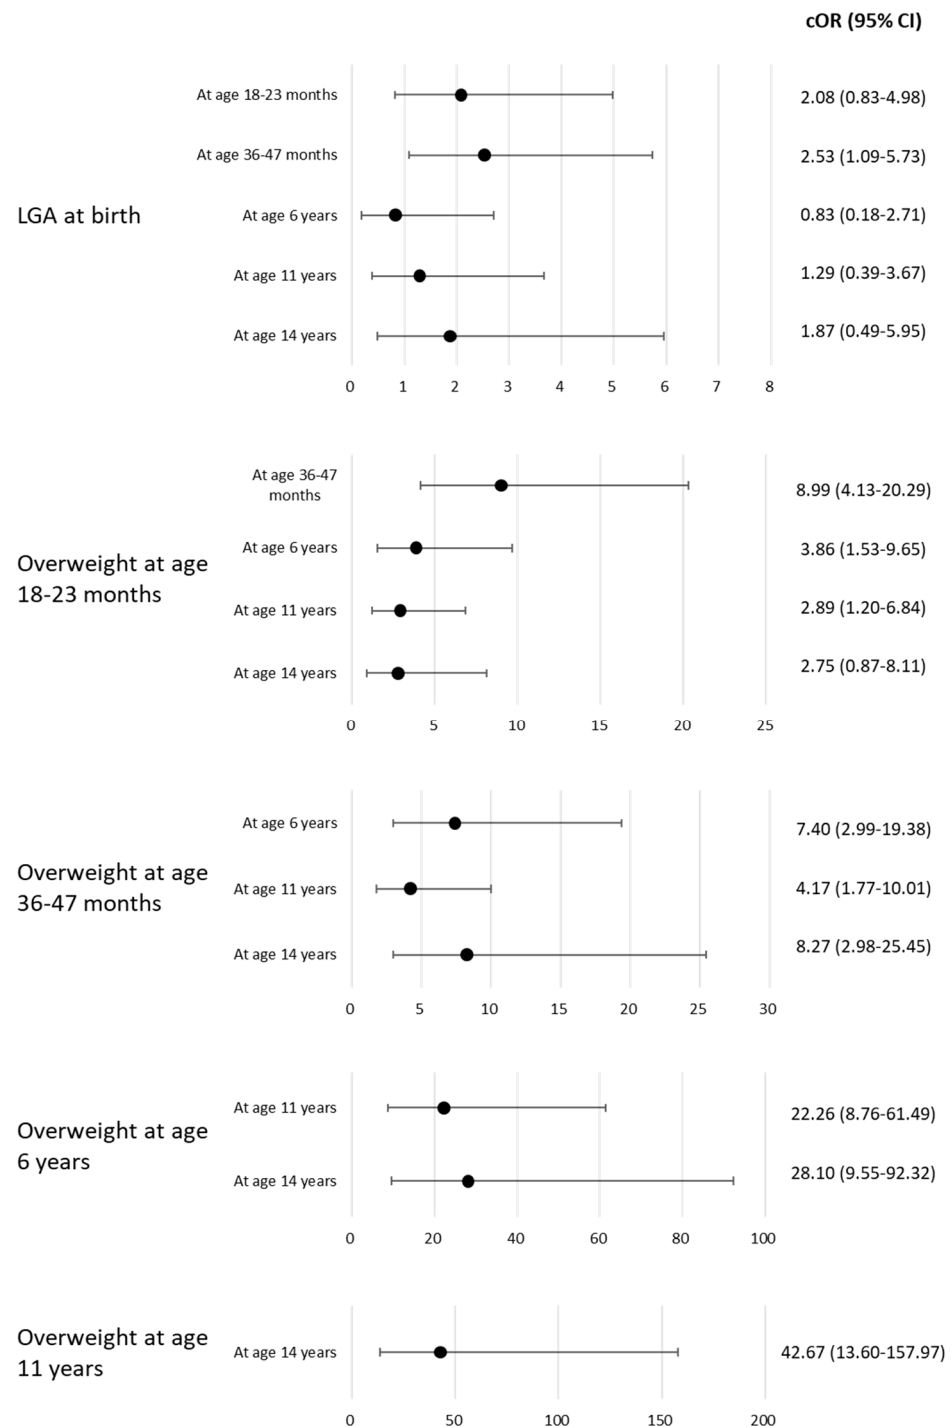 cOR (95% CI)
At age 18-23 months
2.08 (0.83-4.98)
At age 36-47 months
2.53 (1.09-5.73)
LGA at birth
At age 6 years
0.83 (0.18-2.71)
At age 11 years
1.29 (0.39-3.67)
At age 14 years
1.87 (0.49-5.95)
0 1 2 3 4 5 6 7 8
At age 36-47
months
8.99 (4.13-20.29)
Overweight at age
18-23 months
At age 6 years
3.86 (1.53-9.65)
At age 11 years
2.89 (1.20-6.84)
At age 14 years
2.75 (0.87-8.11)
0 5 10 15 20 25
At age 6 years
7.40 (2.99-19.38)
Overweight at age
36-47 months
At age 11 years
4.17 (1.77-10.01)
At age 14 years
8.27 (2.98-25.45)
0 5 10 15 20 25 30
At age 11 years
22.26 (8.76-61.49)
Overweight at age
6 years
At age 14 years
28.10 (9.55-92.32)
0 20 40 60 80 100
Overweight at age
11 years
At age 14 years
42.67 (13.60-157.97)
0 50 100 150 200